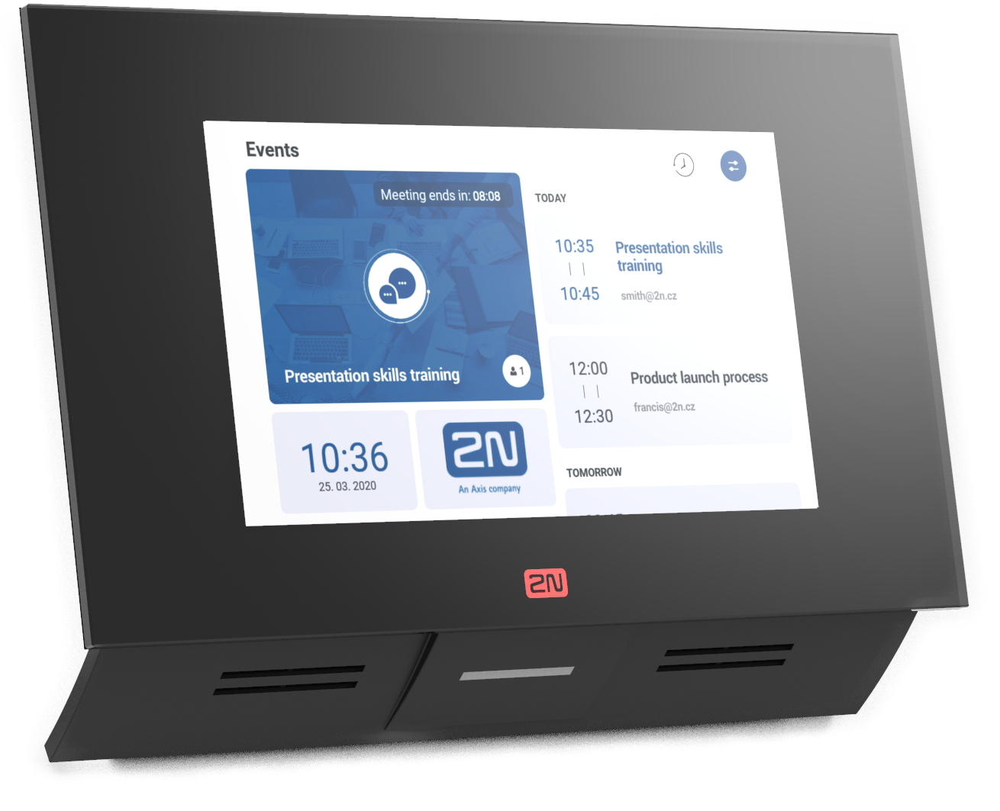 Events
Meeting ends in: 08:08
Presentation skills training
1
10:36
25. 03. 2020
2N
An Axis company
TODAY
10:35
10:45
Presentation skills
training
smith@2n.cz
12:00
12:30
Product launch process
francis@2n.cz
TOMORROW
2N